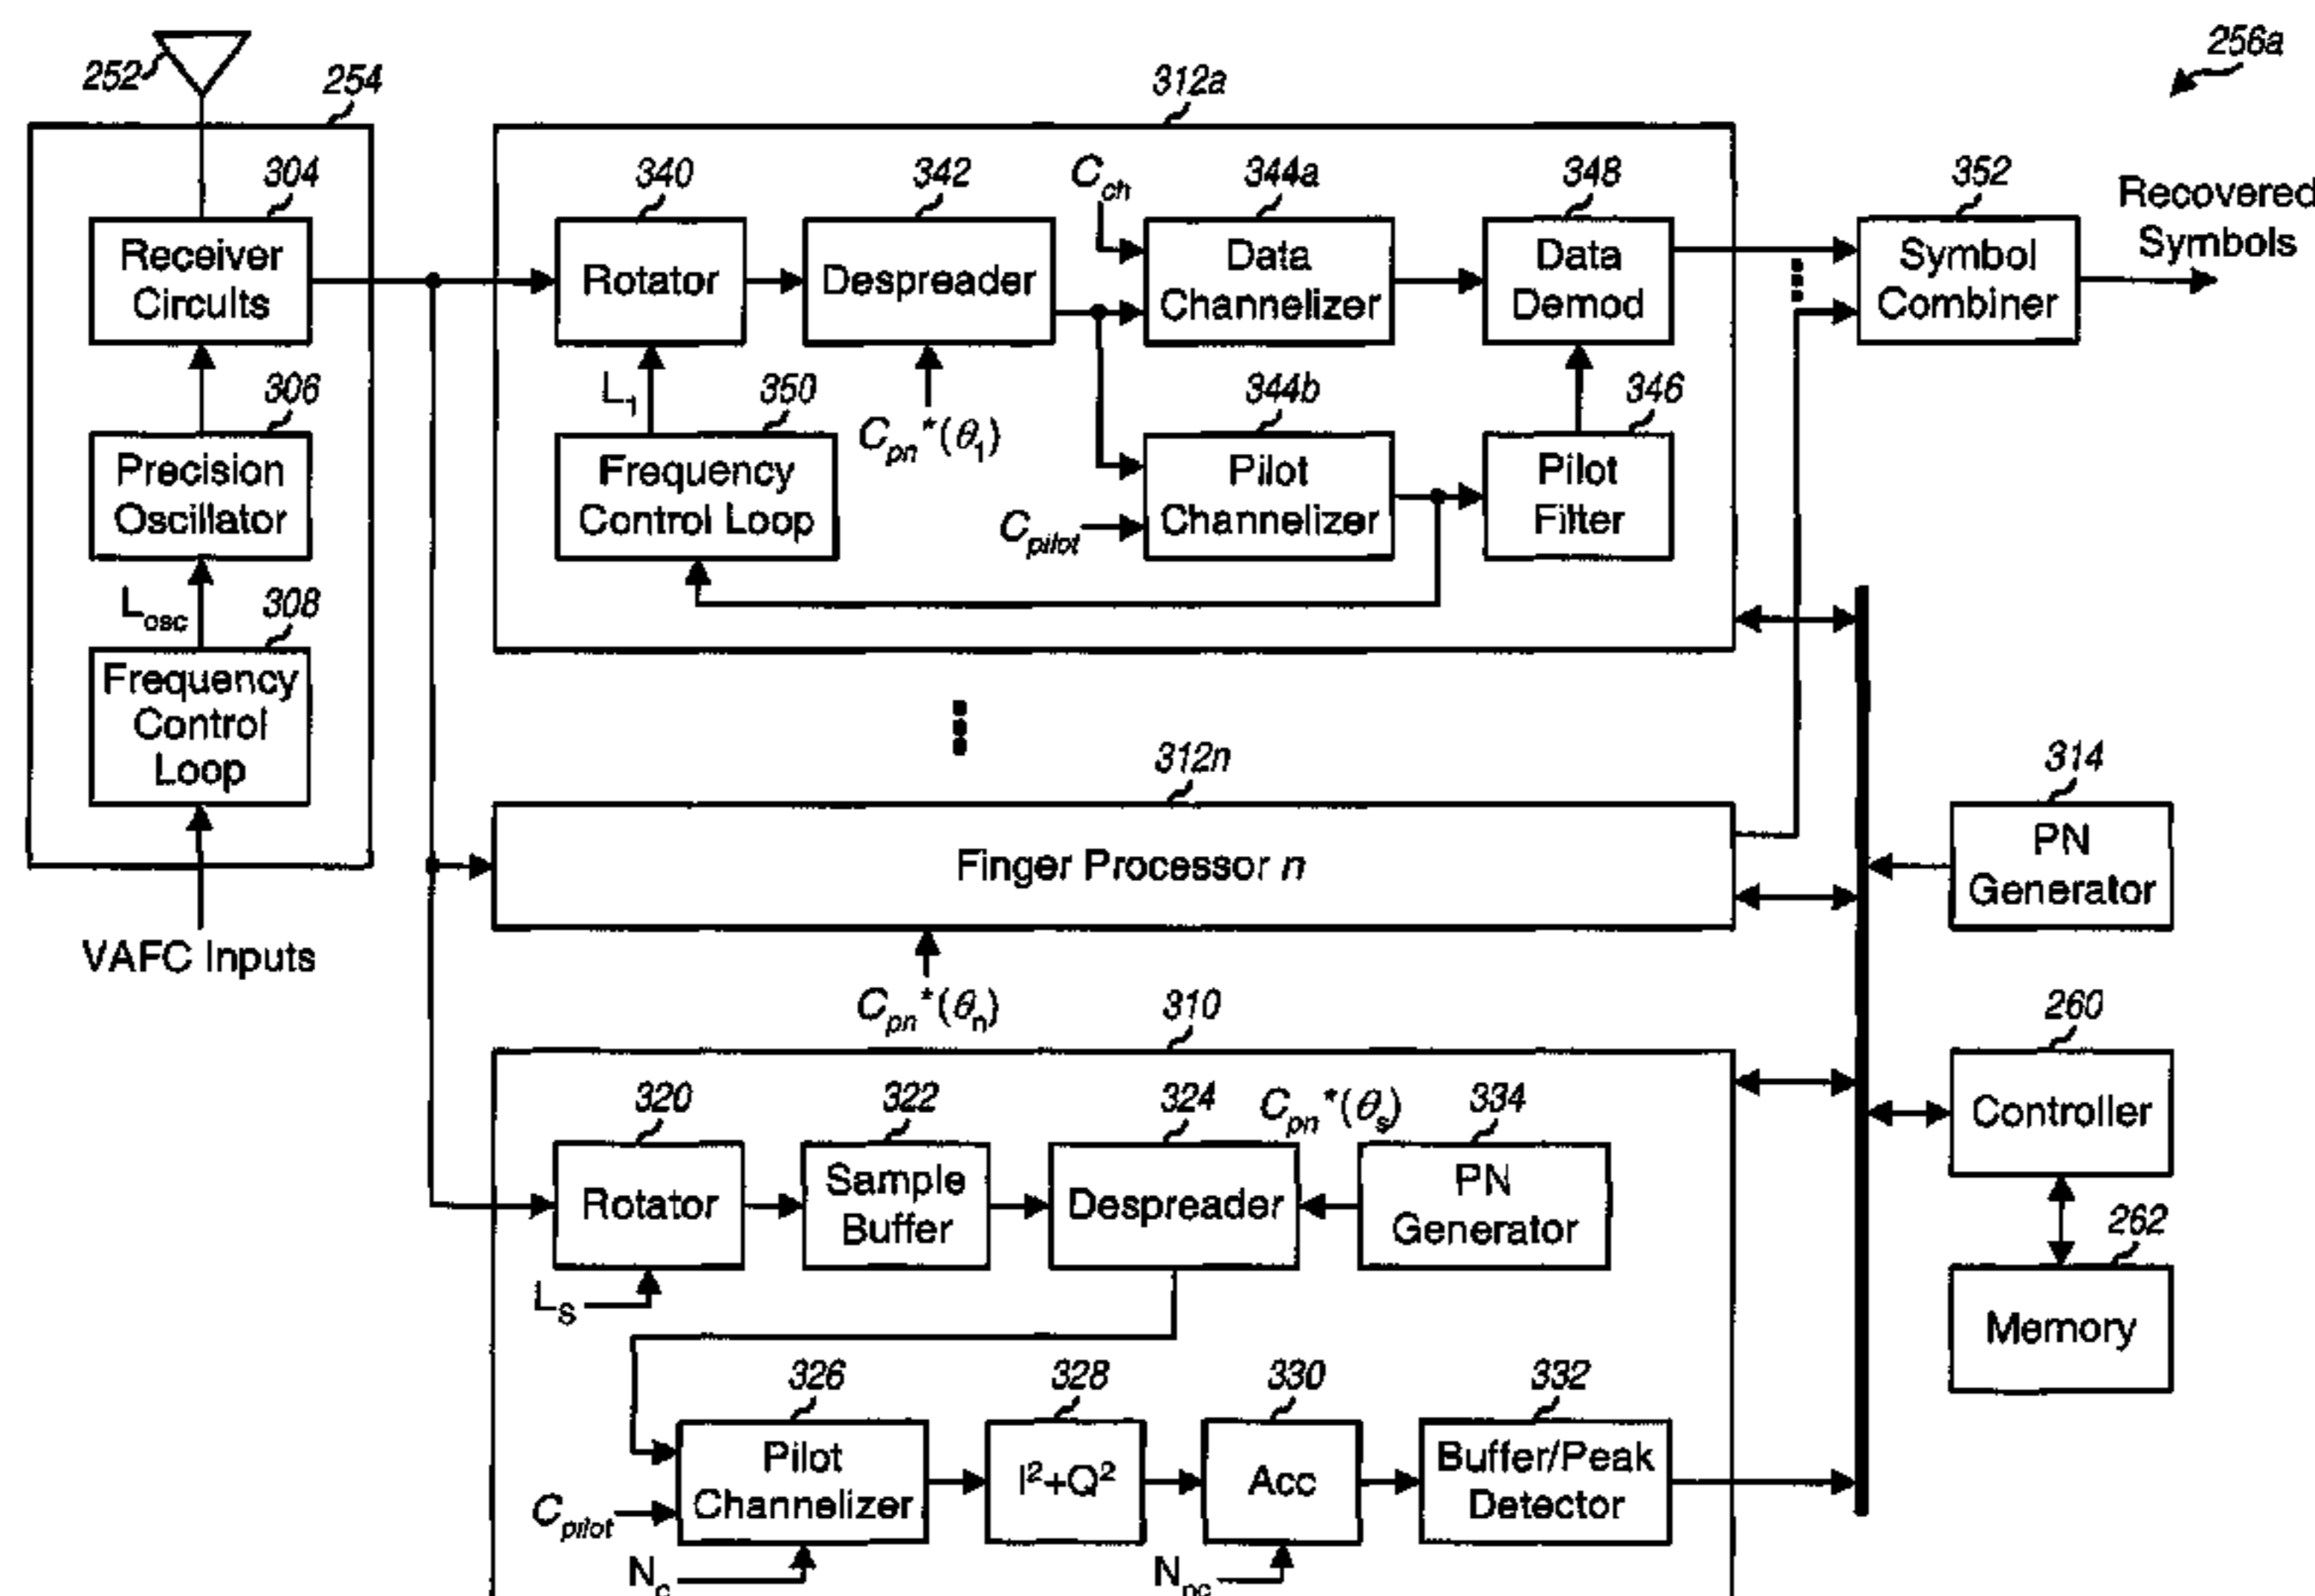 256a
252
254
312a
304
340
342
C_ch
344a
348
352
Recovered
Symbols
Receiver
Circuits
Rotator
Despreader
Data
Channelizer
Data
Demod
Symbol
Combiner
306
L_1
350
C_pn*(θ_1)
344b
346
Precision
Oscillator
Frequency
Control Loop
C_pilot
Pilot
Channelizer
Pilot
Filter
L_osc
308
Frequency
Control
Loop
312n
314
Finger Processor n
PN
Generator
VAFC Inputs
C_pn*(θ_n)
310
260
320
322
324
C_pn*(θ_s)
334
Controller
Rotator
Sample
Buffer
Despreader
PN
Generator
262
L_S
Memory
326
328
330
332
Pilot
Channelizer
I²+Q²
Acc
Buffer/Peak
Detector
C_pilot
N_c
N_nc